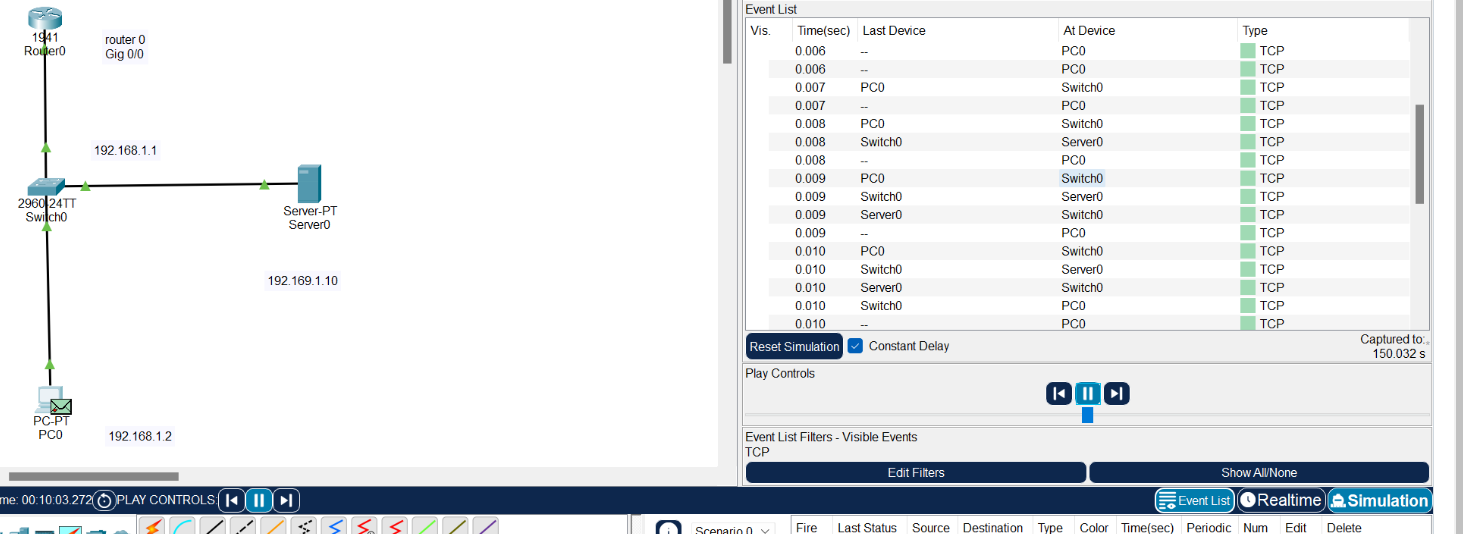 1941
Router0
router 0
Gig 0/0
192.168.1.1
2960-24TT
Switch0
Server-PT
Server0
192.169.1.10
PC-PT
PC0
192.168.1.2
Event List
Vis. Time(sec) Last Device At Device Type
0.006 -- PC0 TCP
0.006 -- PC0 TCP
0.007 PC0 Switch0 TCP
0.007 -- PC0 TCP
0.008 PC0 Switch0 TCP
0.008 Switch0 Server0 TCP
0.008 -- PC0 TCP
0.009 PC0 Switch0 TCP
0.009 Switch0 Server0 TCP
0.009 Server0 Switch0 TCP
0.009 -- PC0 TCP
0.010 PC0 Switch0 TCP
0.010 Switch0 Server0 TCP
0.010 Server0 Switch0 TCP
0.010 Switch0 PC0 TCP
0.010 -- PC0 TCP
Reset Simulation Constant Delay
Captured to:
150.032 s
Play Controls
Event List Filters - Visible Events
TCP
Edit Filters Show All/None
me: 00:10:03.272 PLAY CONTROLS: Event List Realtime Simulation
Scenario 0 Fire Last Status Source Destination Type Color Time(sec) Periodic Num Edit Delete